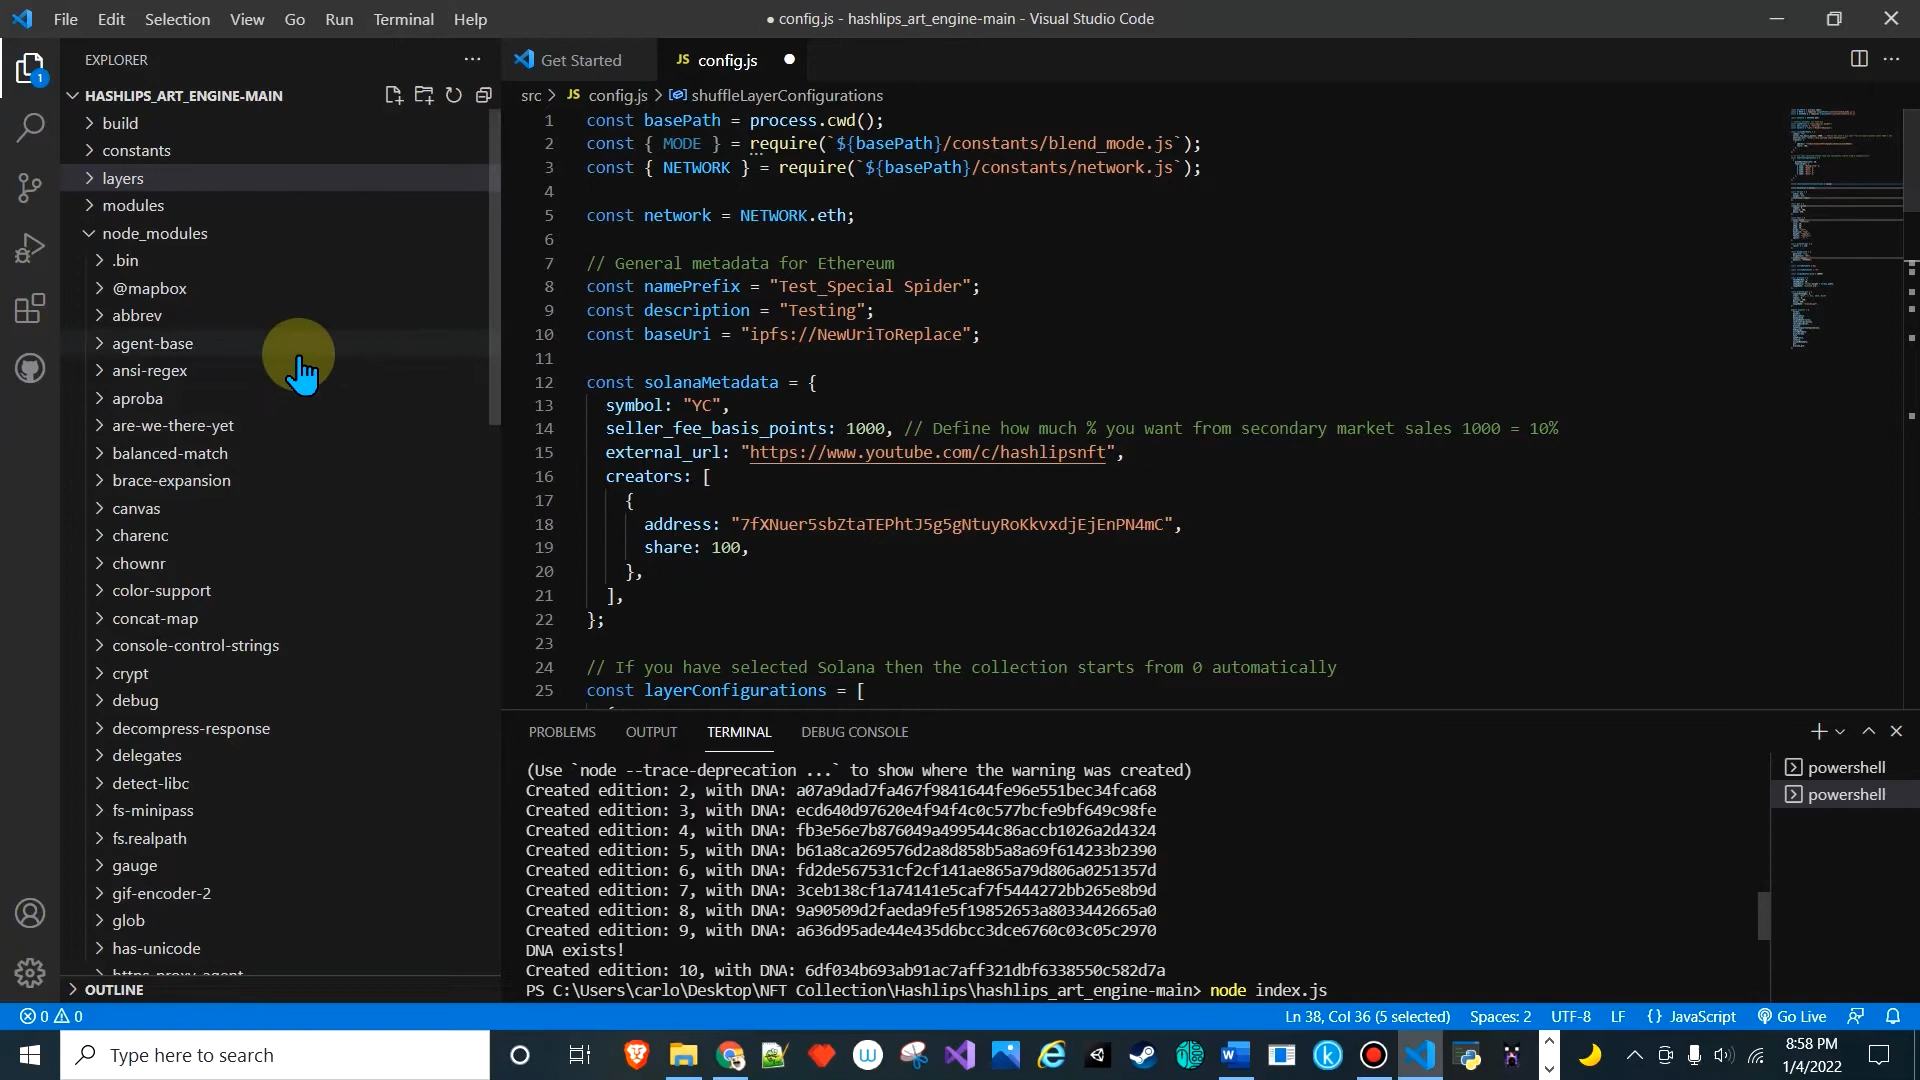 File Edit Selection View Go Run Terminal Help
● config.js - hashlips_art_engine-main - Visual Studio Code
EXPLORER
HASHLIPS_ART_ENGINE-MAIN
build
constants
layers
modules
node_modules
.bin
@mapbox
abbrev
agent-base
ansi-regex
aproba
are-we-there-yet
balanced-match
brace-expansion
canvas
charenc
chownr
color-support
concat-map
console-control-strings
crypt
debug
decompress-response
delegates
detect-libc
fs-minipass
fs.realpath
gauge
gif-encoder-2
glob
has-unicode
https-proxy-agent
OUTLINE
1
Get Started
JS config.js ●
src > JS config.js > shuffleLayerConfigurations
1 const basePath = process.cwd();
2 const { MODE } = require(`${basePath}/constants/blend_mode.js`);
3 const { NETWORK } = require(`${basePath}/constants/network.js`);
4
5 const network = NETWORK.eth;
6
7 // General metadata for Ethereum
8 const namePrefix = "Test_Special Spider";
9 const description = "Testing";
10 const baseUri = "ipfs://NewUriToReplace";
11
12 const solanaMetadata = {
13 symbol: "YC",
14 seller_fee_basis_points: 1000, // Define how much % you want from secondary market sales 1000 = 10%
15 external_url: "https://www.youtube.com/c/hashlipsnft",
16 creators: [
17 {
18 address: "7fXNuer5sbZtaTEPhtJ5g5gNtuyRoKkvxdjEjEnPN4mC",
19 share: 100,
20 },
21 ],
22 };
23
24 // If you have selected Solana then the collection starts from 0 automatically
25 const layerConfigurations = [
PROBLEMS OUTPUT TERMINAL DEBUG CONSOLE
(Use `node --trace-deprecation ...` to show where the warning was created)
Created edition: 2, with DNA: a07a9dad7fa467f9841644fe96e551bec34fca68
Created edition: 3, with DNA: ecd640d97620e4f94f4c0c577bcfe9bf649c98fe
Created edition: 4, with DNA: fb3e56e7b876049a499544c86accb1026a2d4324
Created edition: 5, with DNA: b61a8ca269576d2a8d858b5a8a69f614233b2390
Created edition: 6, with DNA: fd2de567531cf2cf141ae865a79d806a0251357d
Created edition: 7, with DNA: 3ceb138cf1a74141e5caf7f5444272bb265e8b9d
Created edition: 8, with DNA: 9a90509d2faeda9fe5f19852653a8033442665a0
Created edition: 9, with DNA: a636d95ade44e435d6bcc3dce6760c03c05c2970
DNA exists!
Created edition: 10, with DNA: 6df034b693ab91ac7aff321dbf6338550c582d7a
PS C:\Users\carlo\Desktop\NFT Collection\Hashlips\hashlips_art_engine-main> node index.js
powershell
powershell
0 0
Ln 38, Col 36 (5 selected) Spaces: 2 UTF-8 LF {} JavaScript Go Live
Type here to search
8:58 PM
1/4/2022